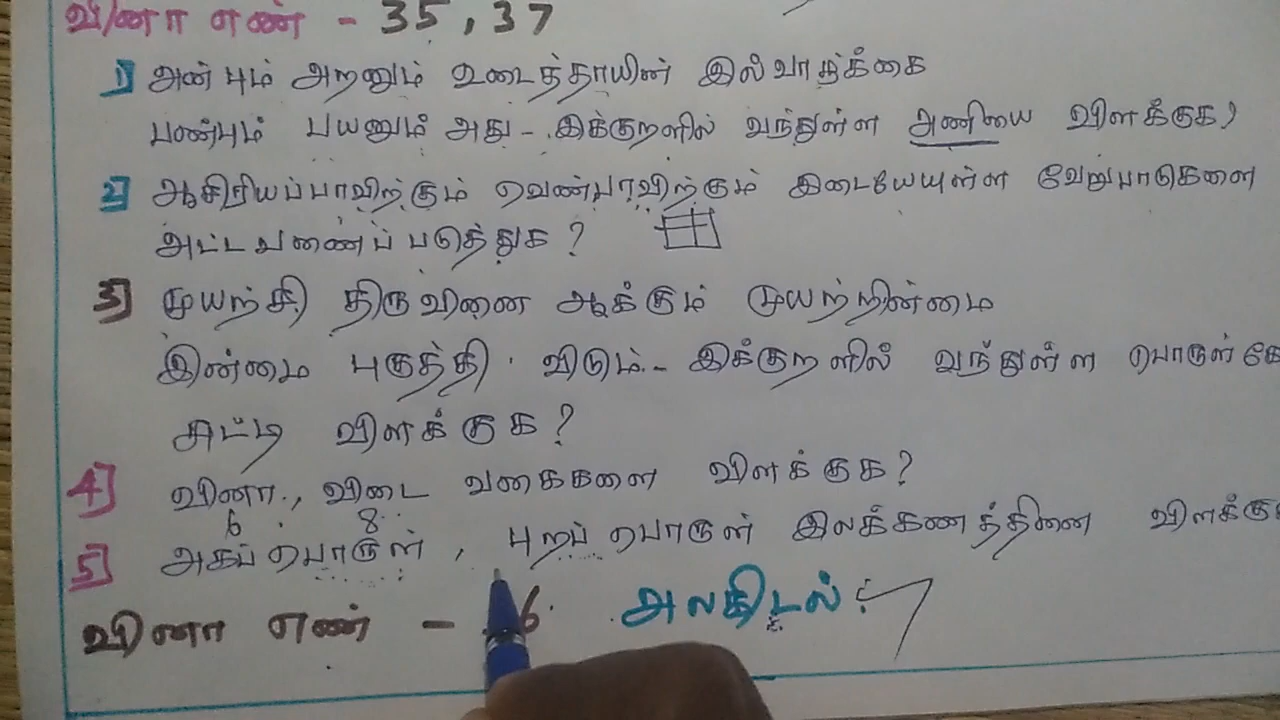 வினா எண் - 35, 37
1) அன்பும் அறனும் உடைத்தாயின் இல்வாழ்க்கை
பண்பும் பயனும் அது - இக்குறளில் வந்துள்ள அணியை விளக்குக?
2) ஆசிரியப்பாவிற்கும் வெண்பாவிற்கும் இடையேயுள்ள வேறுபாடுகளை
அட்டவணைப் படுத்துக?
3) முயற்சி திருவினை ஆக்கும் முயற்றின்மை
இன்மை புகுத்தி விடும் - இக்குறளில் வந்துள்ள பொருள்கோ
சுட்டி விளக்குக?
4) வினா, விடை வகைகளை விளக்குக?
6 8
5) அகப்பொருள், புறப்பொருள் இலக்கணத்தினை விளக்கு
வினா எண் - 6 அலகிடல்: